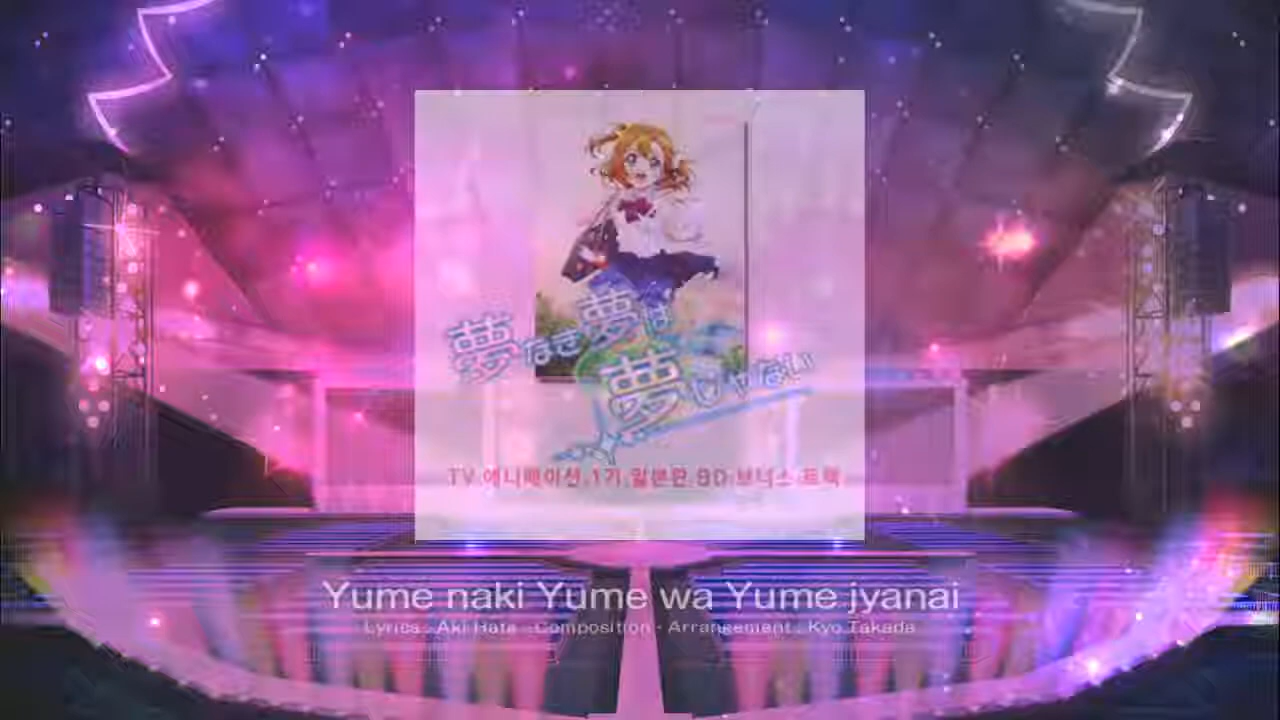 夢なき夢は
夢じゃない
TV 애니메이션 1기 일본판 BD 보너스 트랙
Yume naki Yume wa Yume jyanai
Lyrics : Aki Hata Composition · Arrangement : Kyo Takada